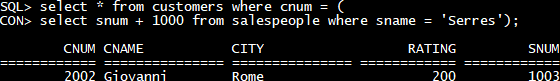 SQL> select * from customers where cnum = (
CON> select snum + 1000 from salespeople where sname = 'Serres');
CNUM CNAME CITY RATING SNUM
============ =============== =============== ============ ============
2002 Giovanni Rome 200 1003